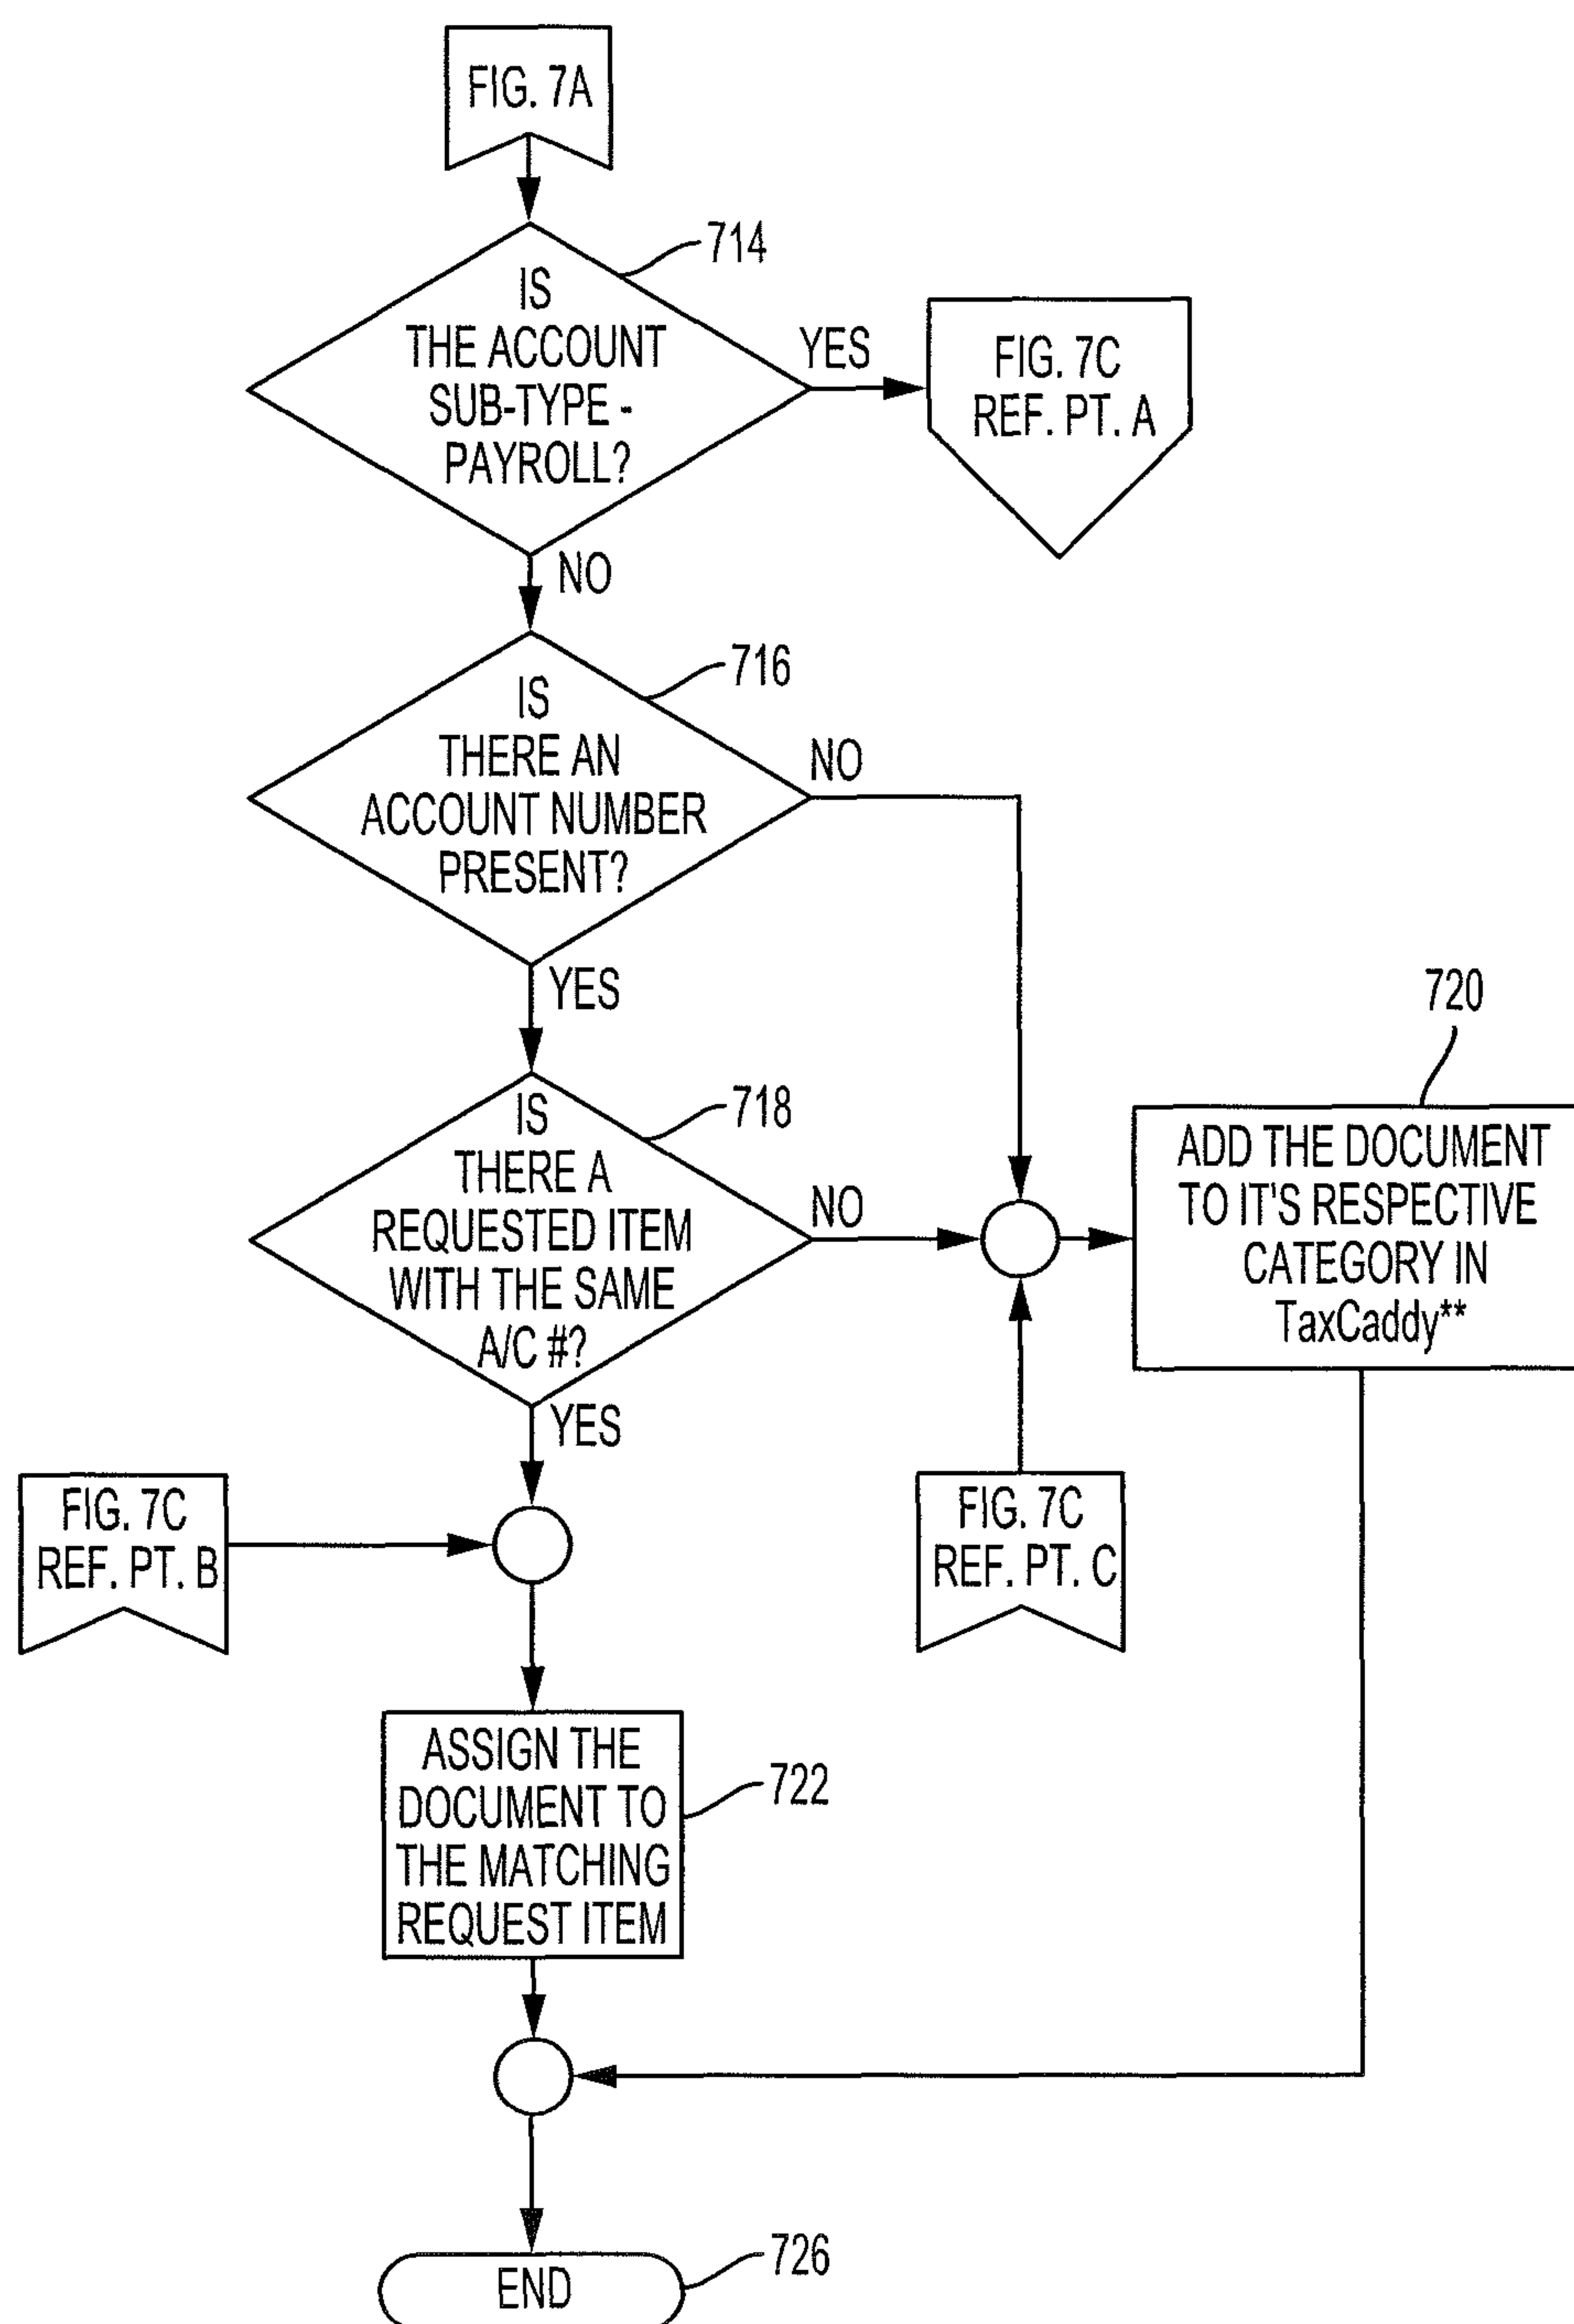 FIG. 7A
714
IS
THE ACCOUNT
SUB-TYPE -
PAYROLL?
YES
FIG. 7C
REF. PT. A
NO
716
IS
THERE AN
ACCOUNT NUMBER
PRESENT?
NO
YES
718
IS
THERE A
REQUESTED ITEM
WITH THE SAME
A/C #?
NO
720
ADD THE DOCUMENT
TO IT'S RESPECTIVE
CATEGORY IN
TaxCaddy**
YES
FIG. 7C
REF. PT. B
FIG. 7C
REF. PT. C
ASSIGN THE
DOCUMENT TO
THE MATCHING
REQUEST ITEM
722
END
726